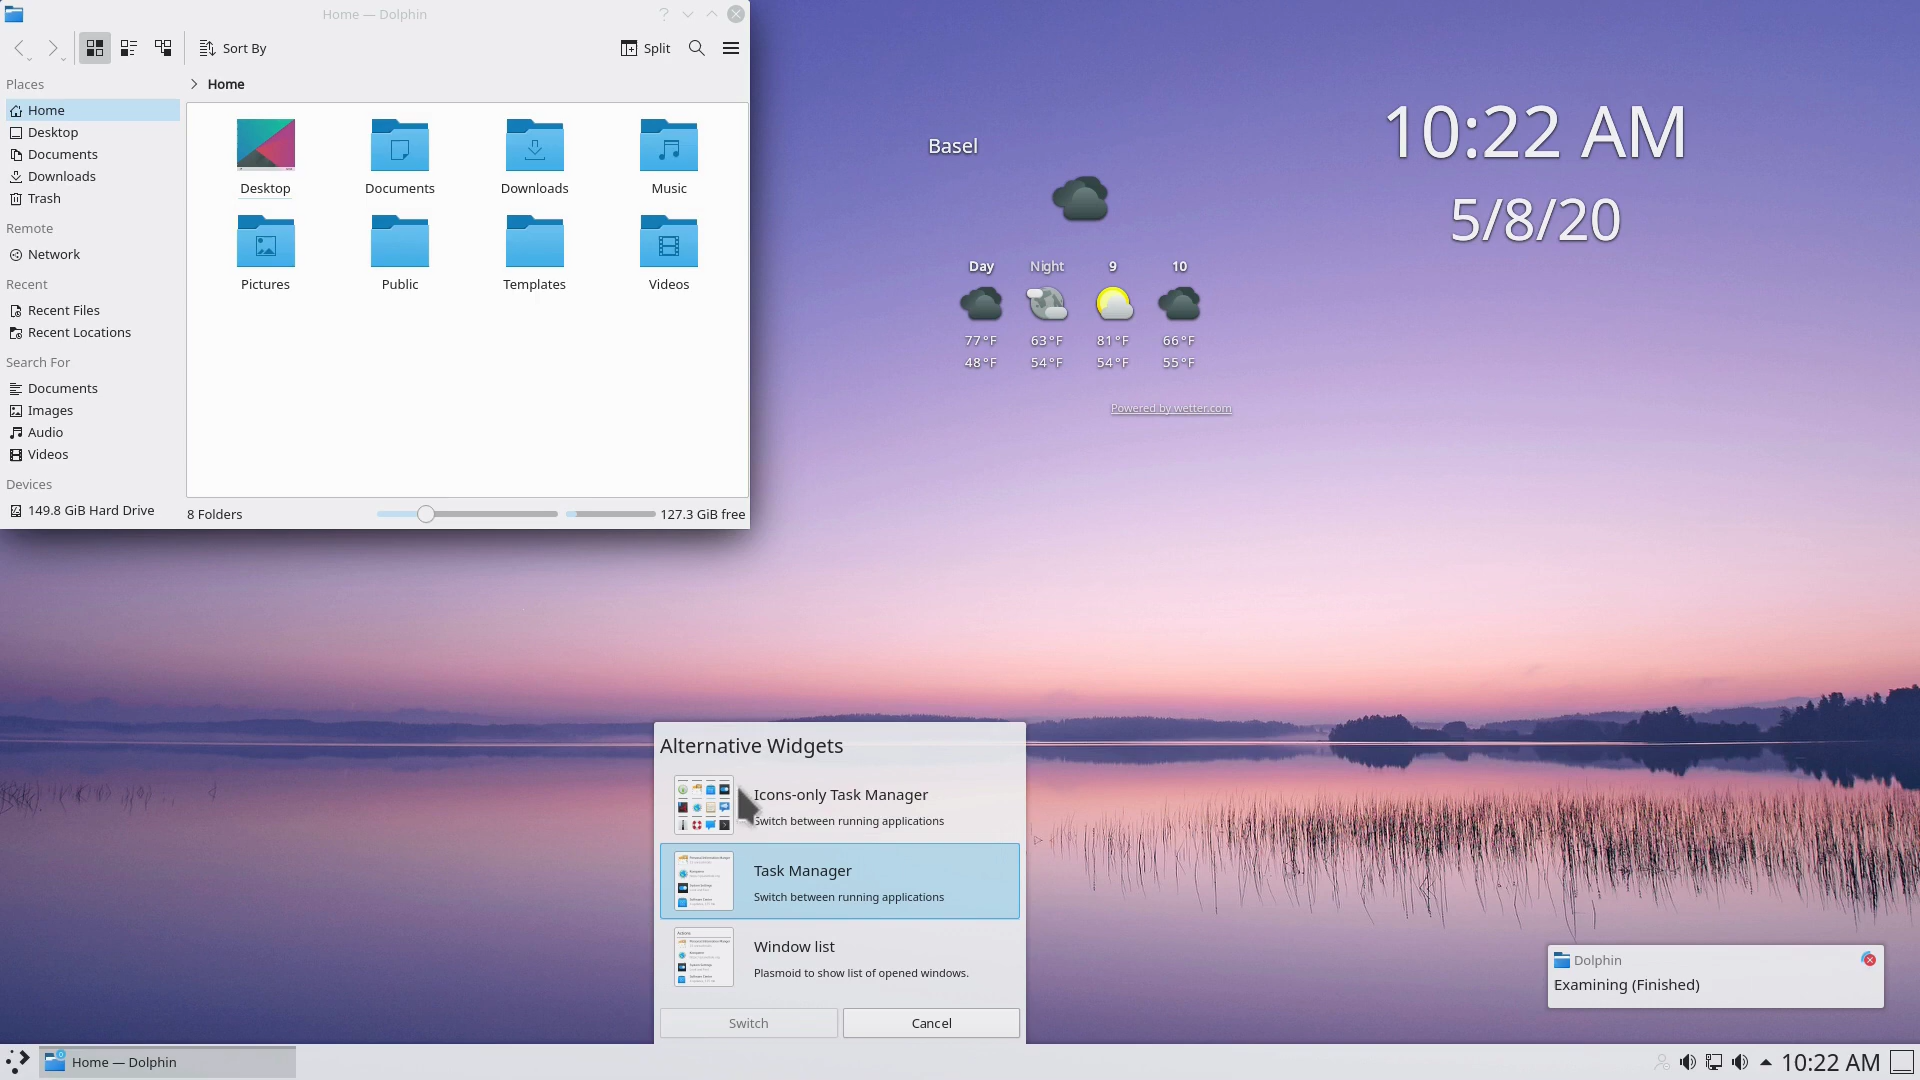 Home — Dolphin
Sort By
Split
Places
Home
Desktop
Documents
Downloads
Trash
Remote
Network
Recent
Recent Files
Recent Locations
Search For
Documents
Images
Audio
Videos
Devices
149.8 GiB Hard Drive
Home
Desktop
Documents
Downloads
Music
Pictures
Public
Templates
Videos
8 Folders
127.3 GiB free
Basel
Day
Night
9
10
77°F
63°F
81°F
66°F
48°F
54°F
54°F
55°F
Powered by wetter.com
10:22 AM
5/8/20
Alternative Widgets
Icons-only Task Manager
Switch between running applications
Task Manager
Switch between running applications
Window list
Plasmoid to show list of opened windows.
Switch
Cancel
Dolphin
Examining (Finished)
Home — Dolphin
10:22 AM